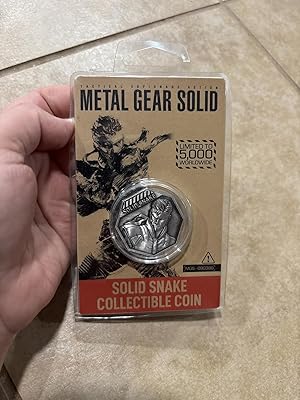 TACTICAL ESPIONAGE ACTION
METAL GEAR SOLID
LIMITED TO
5,000
WORLDWIDE
SOLID SNAKE
COLLECTIBLE COIN